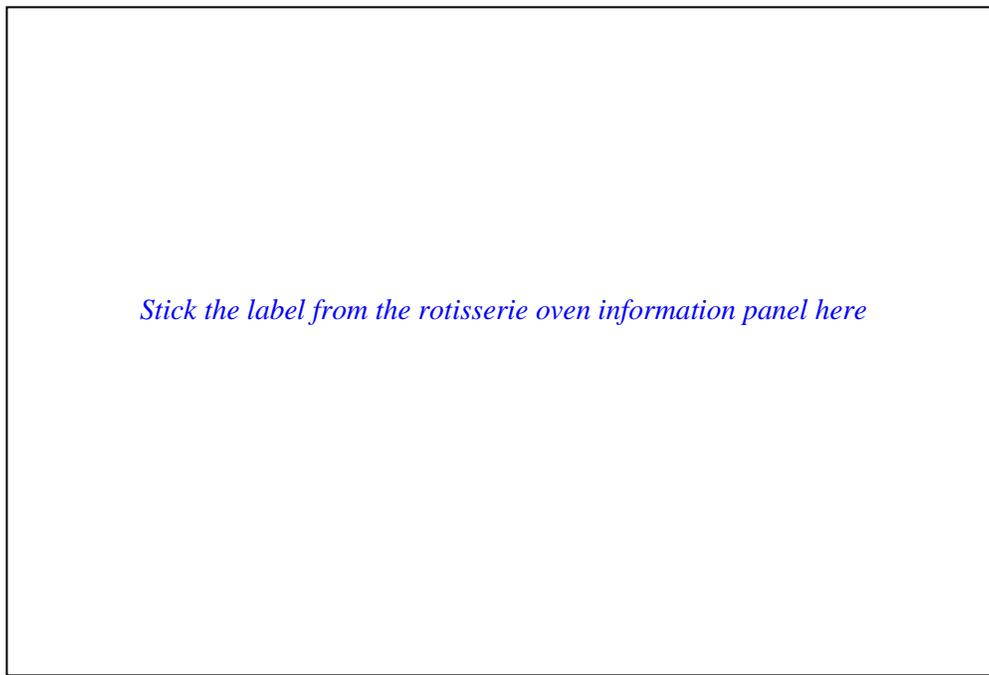 Stick the label from the rotisserie oven information panel here